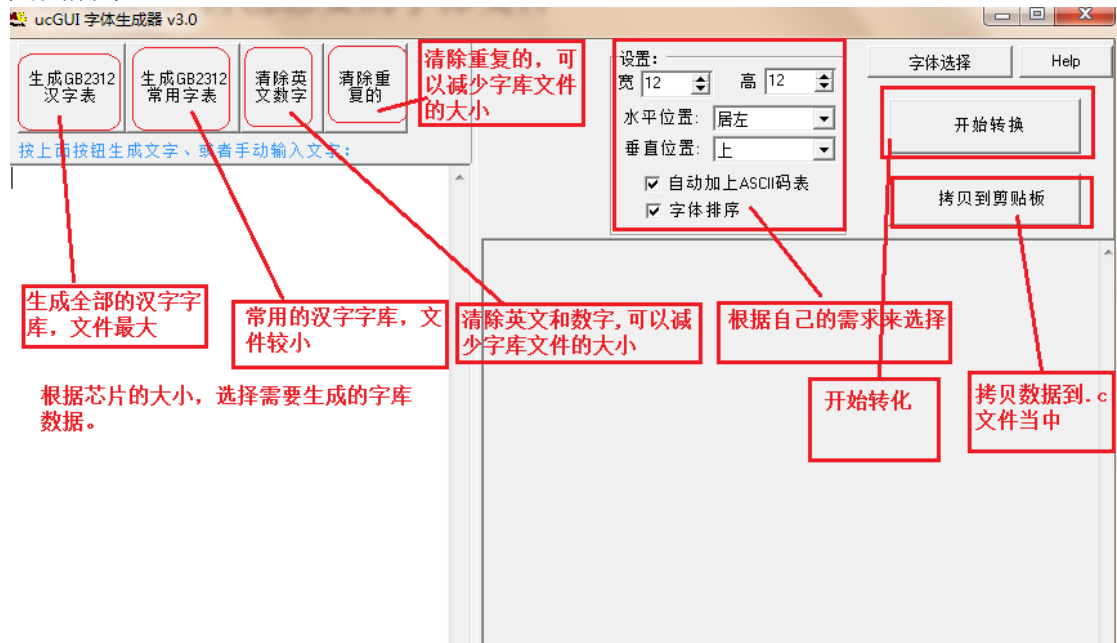 ucGUI 字体生成器 v3.0
生成GB2312
汉字表
生成GB2312
常用字表
清除英
文数字
清除重
复的
清除重复的，可
以减少字库文件
的大小
按上面按钮生成文字、或者手动输入文字：
设置：
宽 12 高 12
水平位置： 居左
垂直位置： 上
自动加上ASCII码表
字体排序
字体选择 Help
开始转换
拷贝到剪贴板
生成全部的汉字字
库，文件最大
常用的汉字字库，文
件较小
清除英文和数字,可以减
少字库文件的大小
根据自己的需求来选择
开始转化
拷贝数据到.c
文件当中
根据芯片的大小，选择需要生成的字库
数据。